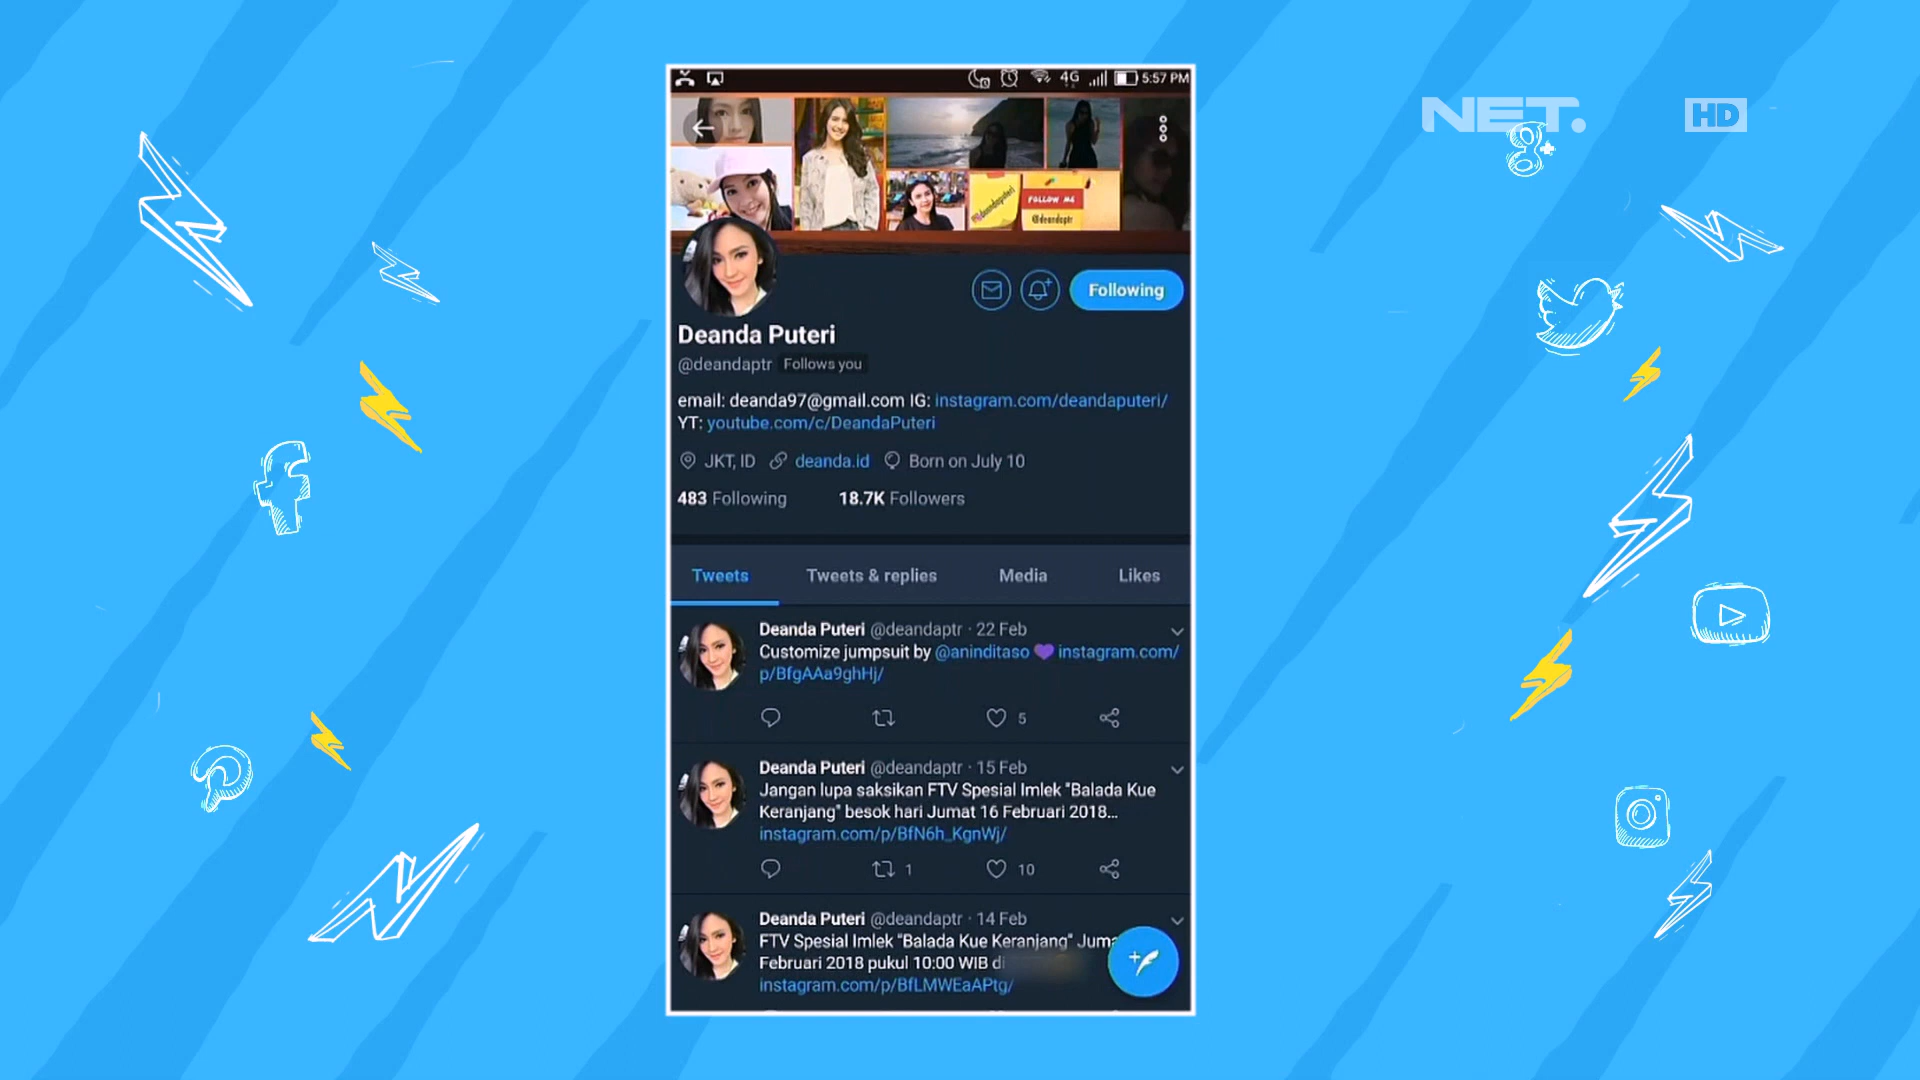 4G 5:57 PM
NET. HD
@deandaputeri
FOLLOW ME
@deandaptr
Following
Deanda Puteri
@deandaptr Follows you
email: deanda97@gmail.com IG: instagram.com/deandaputeri/
YT: youtube.com/c/DeandaPuteri
JKT, ID deanda.id Born on July 10
483 Following 18.7K Followers
Tweets Tweets & replies Media Likes
Deanda Puteri @deandaptr · 22 Feb
Customize jumpsuit by @aninditaso 💜 instagram.com/
p/BfgAAa9ghHj/
5
Deanda Puteri @deandaptr · 15 Feb
Jangan lupa saksikan FTV Spesial Imlek "Balada Kue
Keranjang" besok hari Jumat 16 Februari 2018...
instagram.com/p/BfN6h_KgnWj/
1 10
Deanda Puteri @deandaptr · 14 Feb
FTV Spesial Imlek "Balada Kue Keranjang" Juma
Februari 2018 pukul 10:00 WIB di
instagram.com/p/BfLMWEaAPtg/